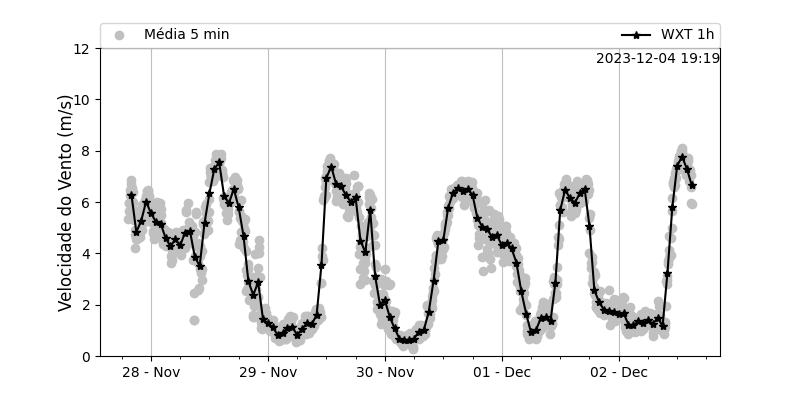 Média 5 min
WXT 1h
2023-12-04 19:19
Velocidade do Vento (m/s)
12
10
8
6
4
2
0
28 - Nov
29 - Nov
30 - Nov
01 - Dec
02 - Dec